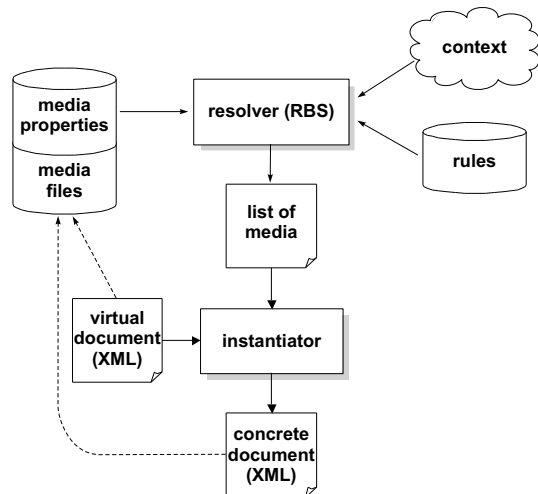 context
media
properties
resolver (RBS)
rules
media
files
list of
media
virtual
document
(XML)
instantiator
concrete
document
(XML)